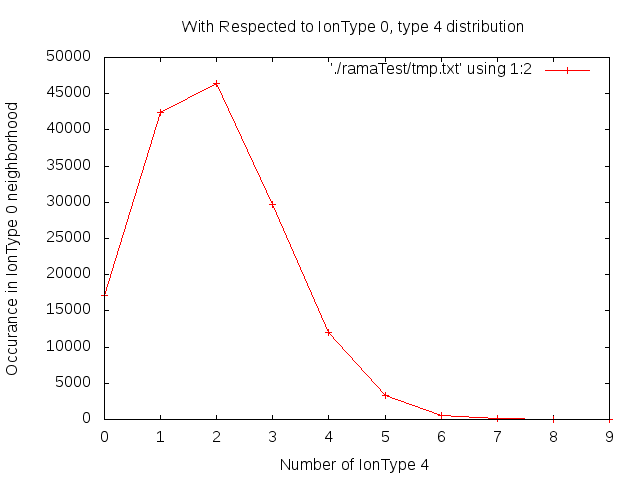 With Respected to IonType 0, type 4 distribution
'./ramaTest/tmp.txt' using 1:2
50000
45000
40000
35000
30000
25000
20000
15000
10000
5000
0
Occurance in IonType 0 neighborhood
0 1 2 3 4 5 6 7 8 9
Number of IonType 4